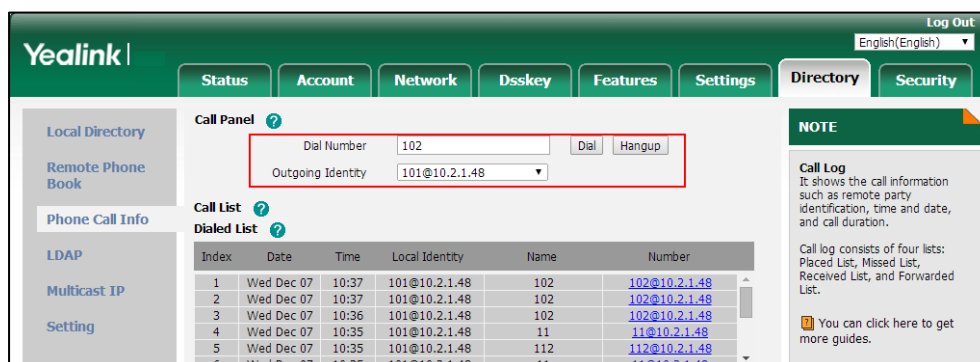 Log Out
Yealink
English(English)
Status Account Network Dsskey Features Settings Directory Security
Local Directory
Remote Phone
Book
Phone Call Info
LDAP
Multicast IP
Setting
Call Panel ?
Dial Number 102 Dial Hangup
Outgoing Identity 101@10.2.1.48
Call List ?
Dialed List ?
Index Date Time Local Identity Name Number
1 Wed Dec 07 10:37 101@10.2.1.48 102 102@10.2.1.48
2 Wed Dec 07 10:37 101@10.2.1.48 102 102@10.2.1.48
3 Wed Dec 07 10:36 101@10.2.1.48 102 102@10.2.1.48
4 Wed Dec 07 10:35 101@10.2.1.48 11 11@10.2.1.48
5 Wed Dec 07 10:35 101@10.2.1.48 112 112@10.2.1.48
NOTE
Call Log
It shows the call information
such as remote party
identification, time and date,
and call duration.
Call log consists of four lists:
Placed List, Missed List,
Received List, and Forwarded
List.
? You can click here to get
more guides.